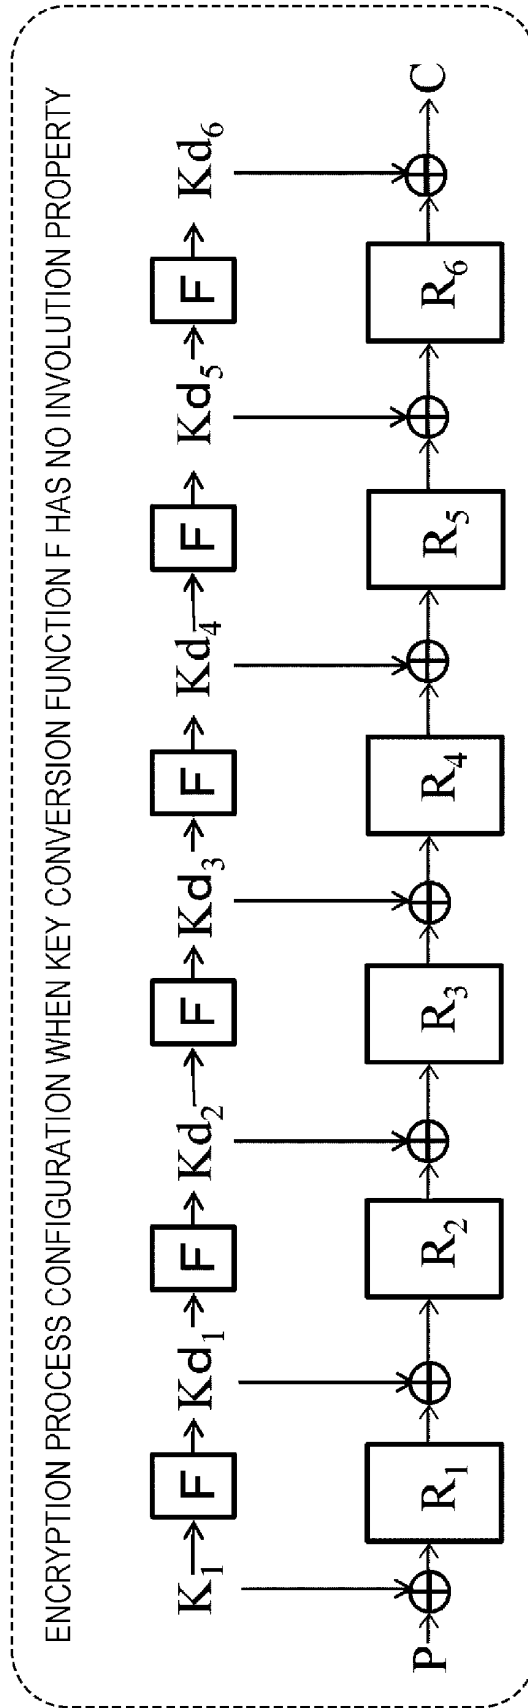 ENCRYPTION PROCESS CONFIGURATION WHEN KEY CONVERSION FUNCTION F HAS NO INVOLUTION PROPERTY
K₁ F Kd₁ F Kd₂ F Kd₃ F Kd₄ F Kd₅ F Kd₆
P R₁ R₂ R₃ R₄ R₅ R₆ C